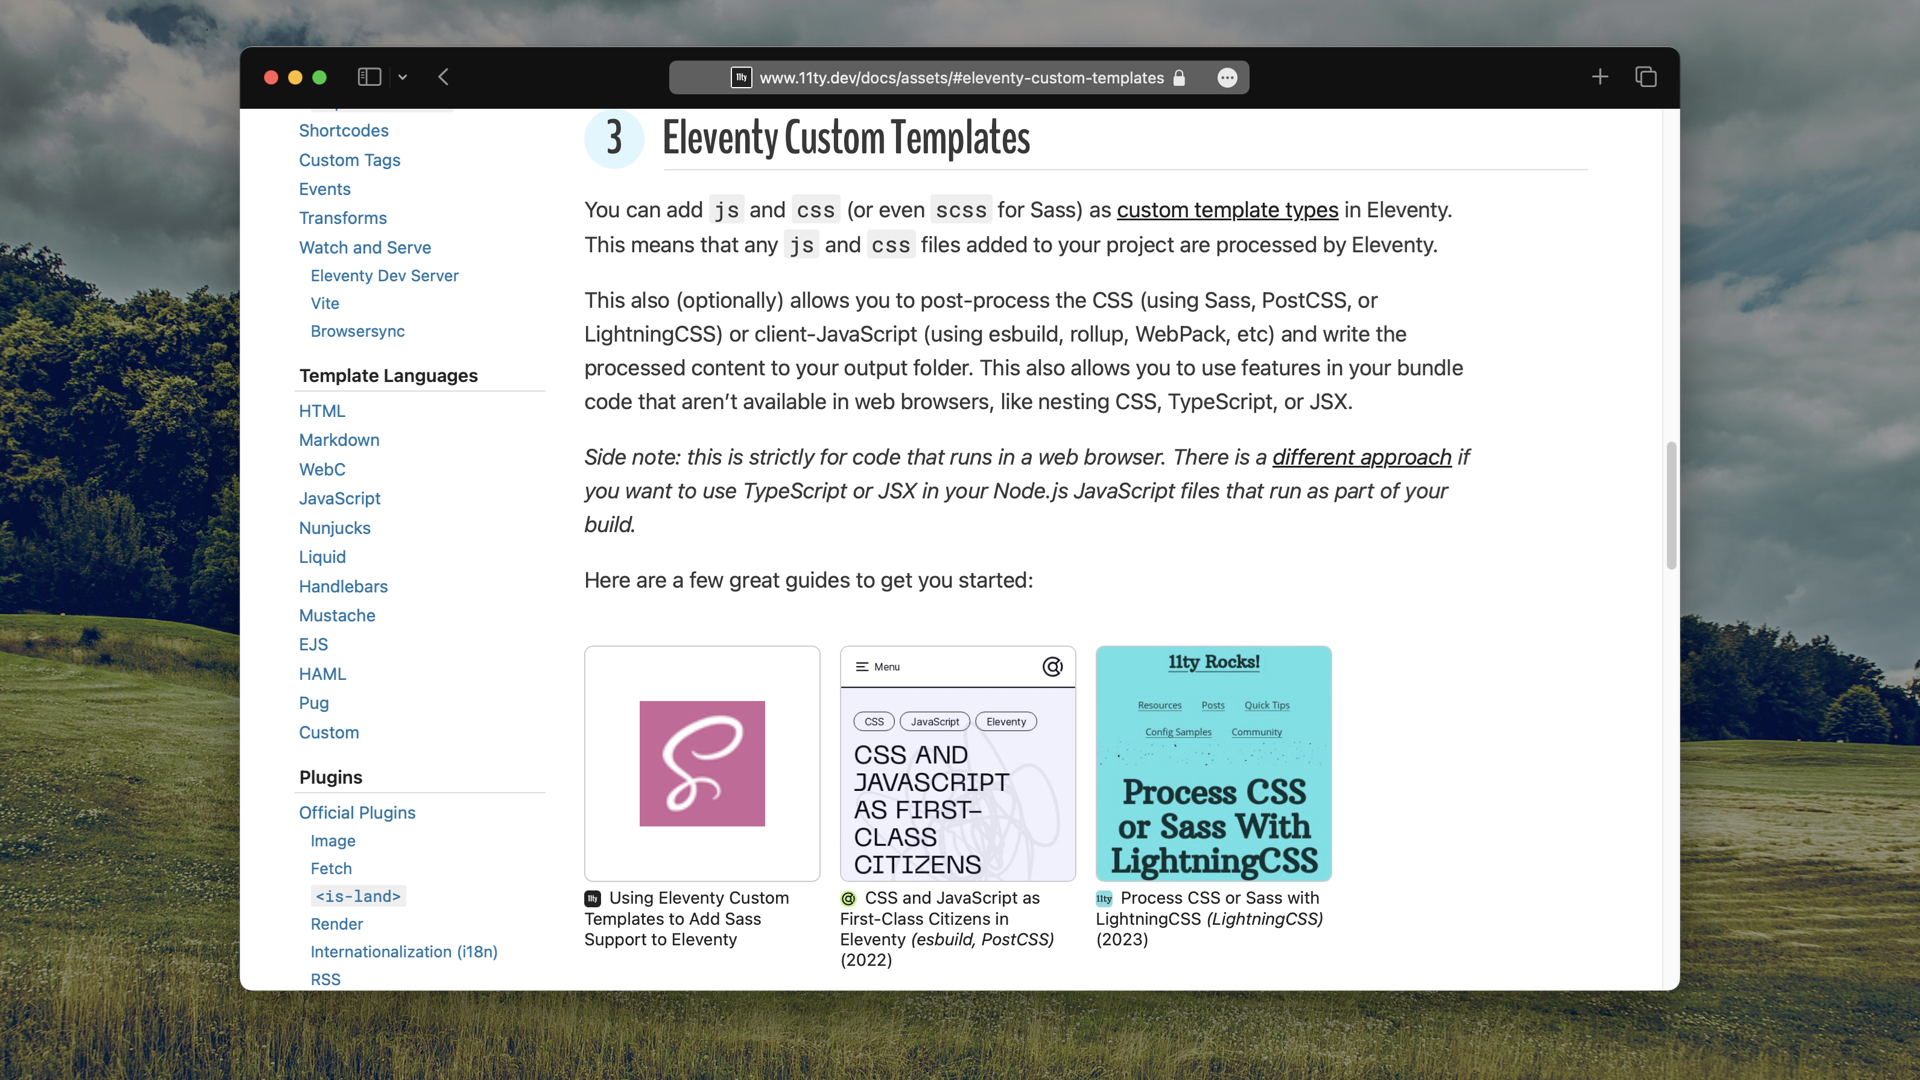 11ty www.11ty.dev/docs/assets/#eleventy-custom-templates
Shortcodes
Custom Tags
Events
Transforms
Watch and Serve
Eleventy Dev Server
Vite
Browsersync
Template Languages
HTML
Markdown
WebC
JavaScript
Nunjucks
Liquid
Handlebars
Mustache
EJS
HAML
Pug
Custom
Plugins
Official Plugins
Image
Fetch
<is-land>
Render
Internationalization (i18n)
RSS
3 Eleventy Custom Templates
You can add js and css (or even scss for Sass) as custom template types in Eleventy.
This means that any js and css files added to your project are processed by Eleventy.
This also (optionally) allows you to post-process the CSS (using Sass, PostCSS, or
LightningCSS) or client-JavaScript (using esbuild, rollup, WebPack, etc) and write the
processed content to your output folder. This also allows you to use features in your bundle
code that aren’t available in web browsers, like nesting CSS, TypeScript, or JSX.
Side note: this is strictly for code that runs in a web browser. There is a different approach if
you want to use TypeScript or JSX in your Node.js JavaScript files that run as part of your
build.
Here are a few great guides to get you started:
11ty Using Eleventy Custom
Templates to Add Sass
Support to Eleventy
Menu
CSS JavaScript Eleventy
CSS AND
JAVASCRIPT
AS FIRST-
CLASS
CITIZENS
CSS and JavaScript as
First-Class Citizens in
Eleventy (esbuild, PostCSS)
(2022)
11ty Rocks!
Resources Posts Quick Tips
Config Samples Community
Process CSS
or Sass With
LightningCSS
11ty Process CSS or Sass with
LightningCSS (LightningCSS)
(2023)